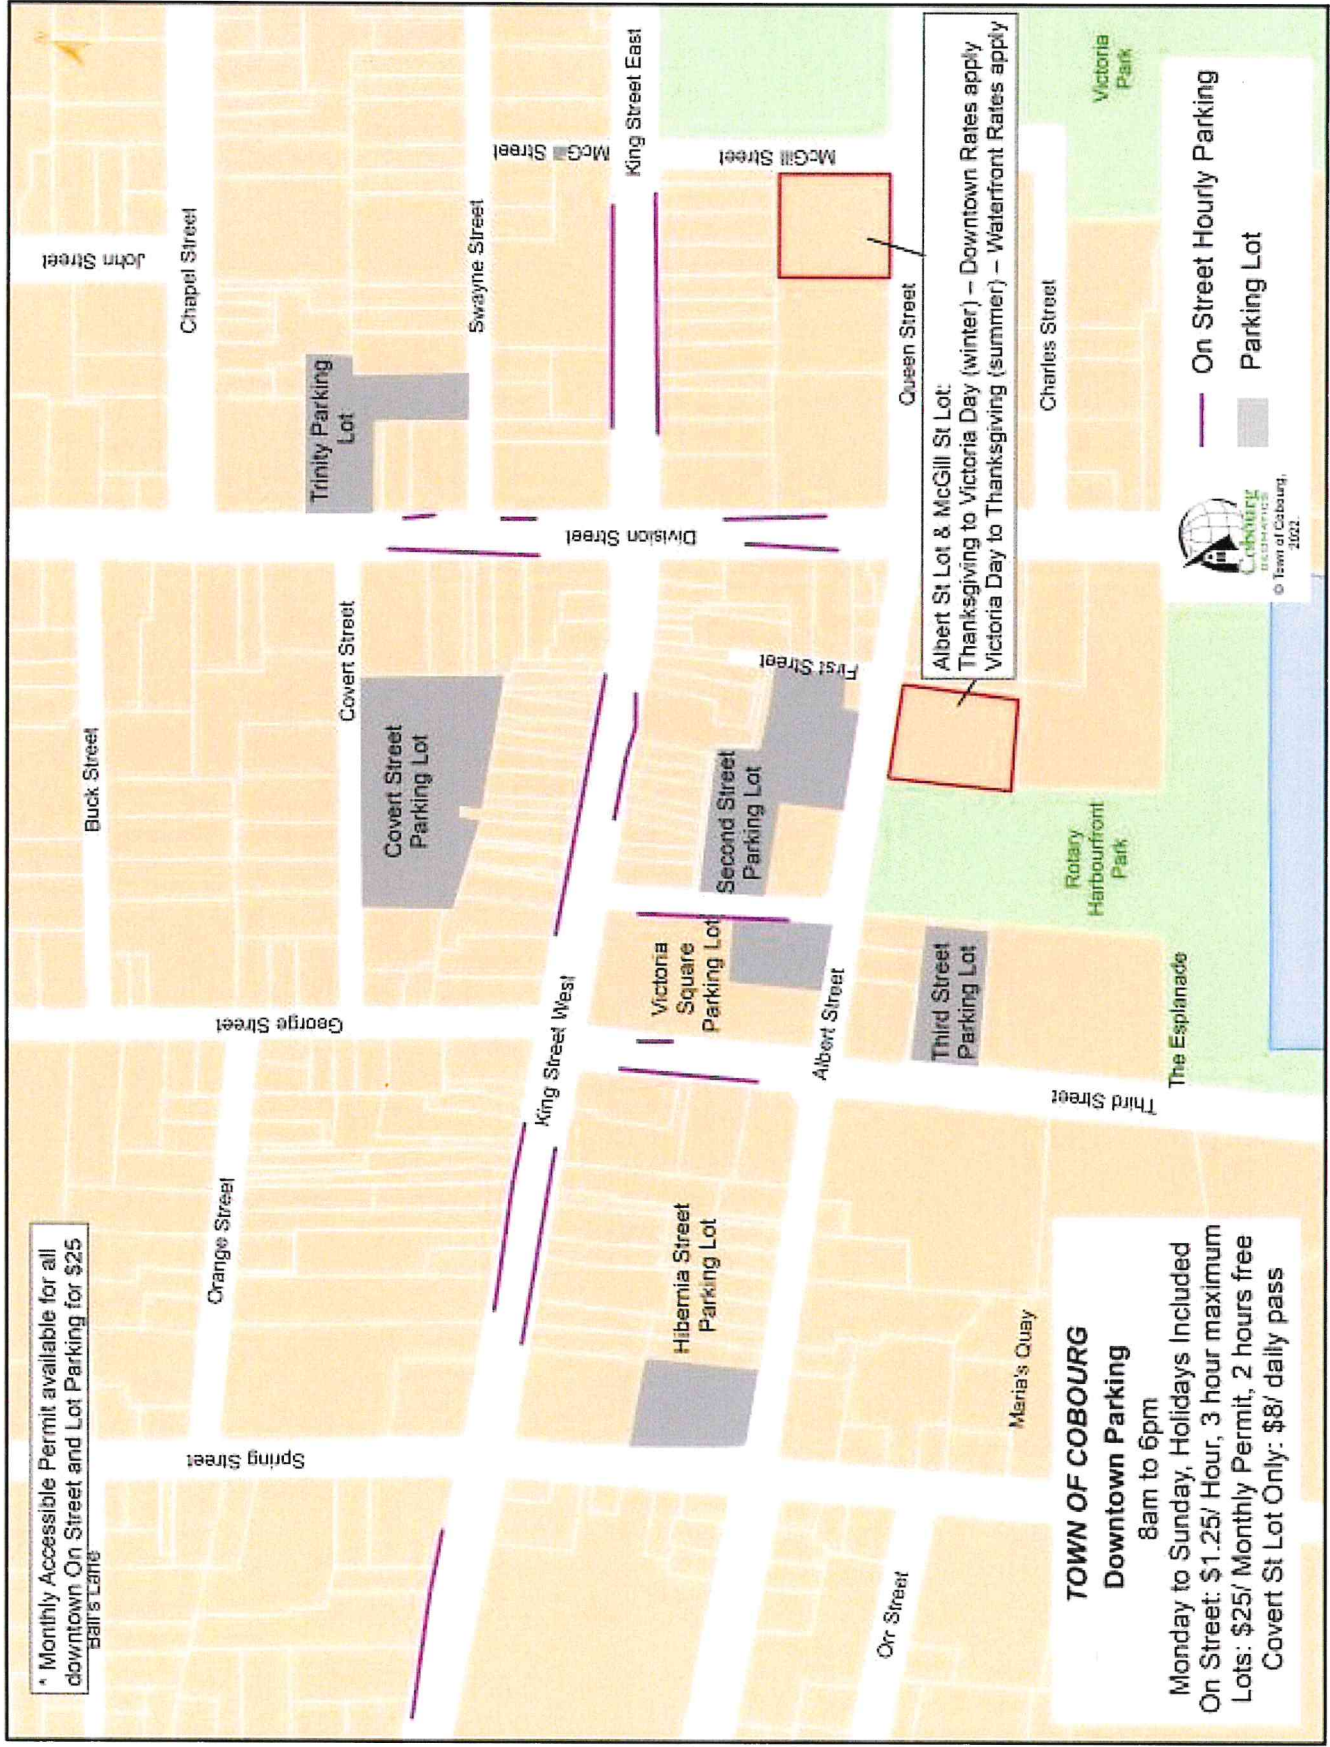 * Monthly Accessible Permit available for all
downtown On Street and Lot Parking for $25
Ball's Lane
Buck Street
John Street
Chapel Street
Orange Street
George Street
Covert Street
Trinity Parking
Lot
Spring Street
Covert Street
Parking Lot
Swayne Street
McGill Street
King Street West
Division Street
King Street East
Hibernia Street
Parking Lot
Victoria
Square
Parking Lot
Second Street
Parking Lot
First Street
McGill Street
Albert Street
Queen Street
Orr Street
Third Street
Parking Lot
Albert St Lot & McGill St Lot:
Thanksgiving to Victoria Day (winter) – Downtown Rates apply
Victoria Day to Thanksgiving (summer) – Waterfront Rates apply
Maria's Quay
Charles Street
Third Street
Rotary
Harbourfront
Park
Victoria
Park
The Esplanade
TOWN OF COBOURG
Downtown Parking
8am to 6pm
Monday to Sunday, Holidays Included
On Street: $1.25/ Hour, 3 hour maximum
Lots: $25/ Monthly Permit, 2 hours free
Covert St Lot Only: $8/ daily pass
On Street Hourly Parking
Parking Lot
Cobourg
© Town of Cobourg,
2022.